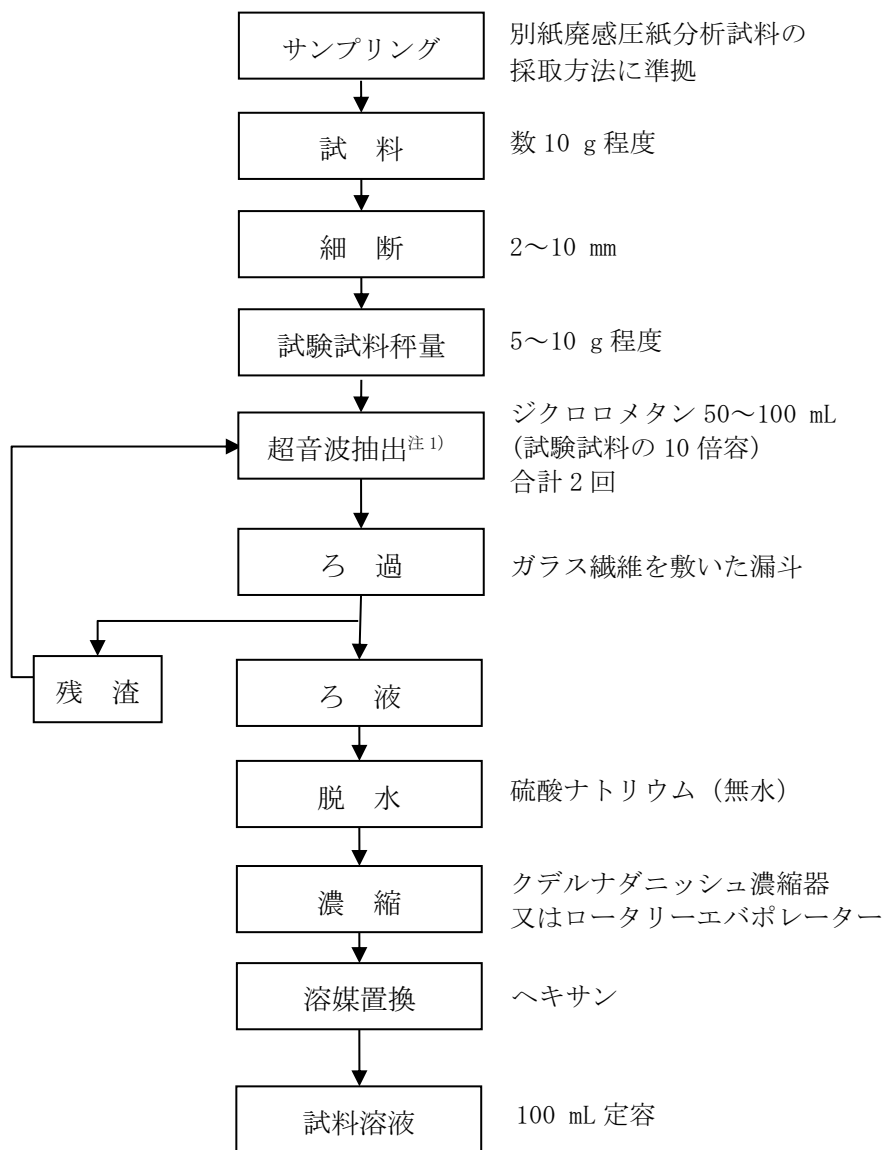 サンプリング
別紙廃感圧紙分析試料の
採取方法に準拠
試 料
数 10 g 程度
細 断
2～10 mm
試験試料秤量
5～10 g 程度
超音波抽出注 1)
ジクロロメタン 50～100 mL
(試験試料の 10 倍容)
合計 2 回
ろ 過
ガラス繊維を敷いた漏斗
残 渣
ろ 液
脱 水
硫酸ナトリウム (無水)
濃 縮
クデルナダニッシュ濃縮器
又はロータリーエバポレーター
溶媒置換
ヘキサン
試料溶液
100 mL 定容